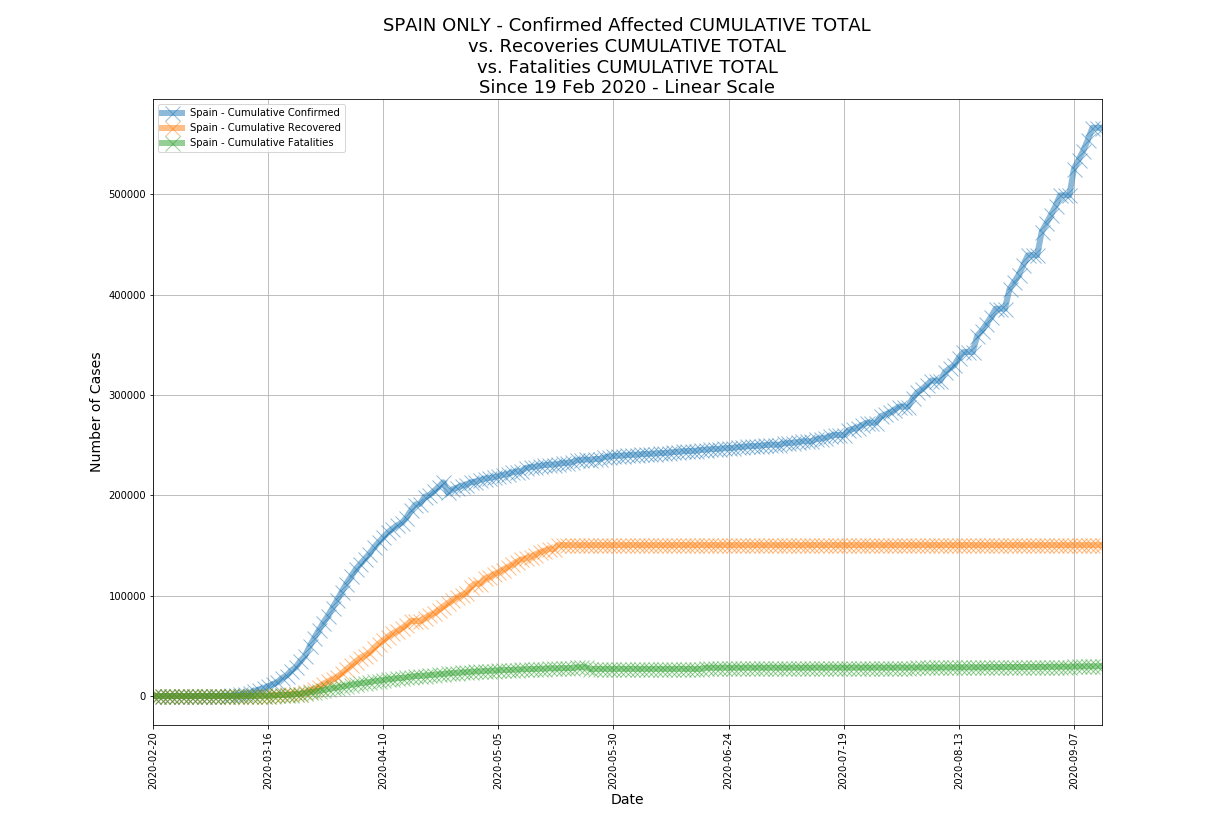 SPAIN ONLY - Confirmed Affected CUMULATIVE TOTAL
vs. Recoveries CUMULATIVE TOTAL
vs. Fatalities CUMULATIVE TOTAL
Since 19 Feb 2020 - Linear Scale
Spain - Cumulative Confirmed
Spain - Cumulative Recovered
Spain - Cumulative Fatalities
Number of Cases
500000
400000
300000
200000
100000
0
2020-02-20
2020-03-16
2020-04-10
2020-05-05
2020-05-30
2020-06-24
2020-07-19
2020-08-13
2020-09-07
Date